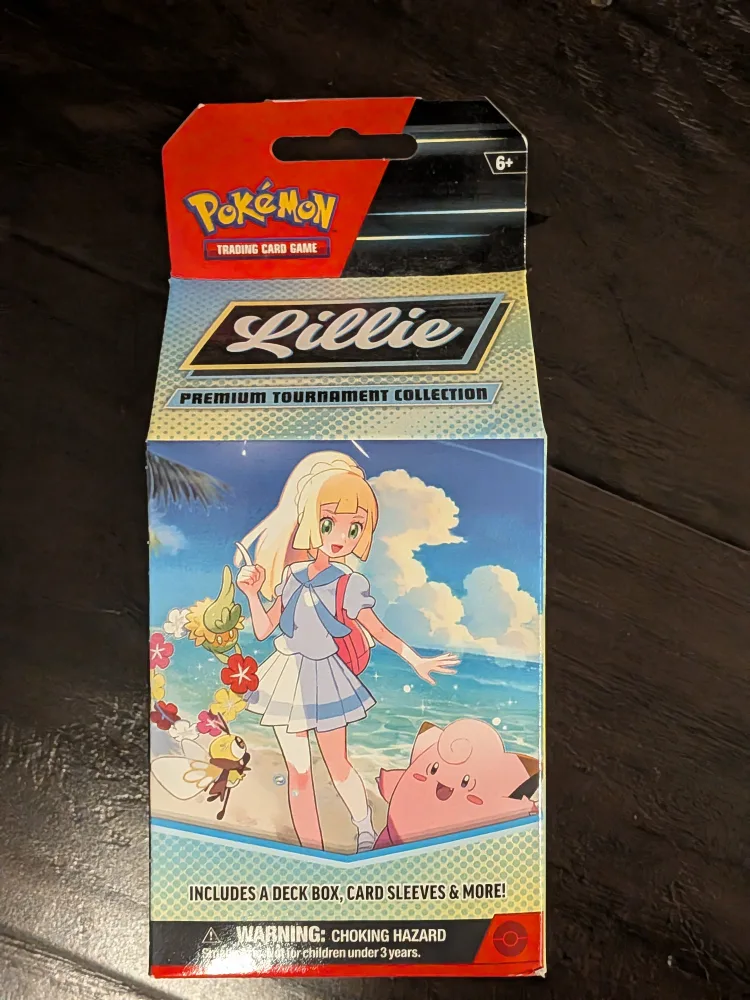 6+
POKéMON
TRADING CARD GAME
Lillie
PREMIUM TOURNAMENT COLLECTION
INCLUDES A DECK BOX, CARD SLEEVES & MORE!
WARNING: CHOKING HAZARD
for children under 3 years.